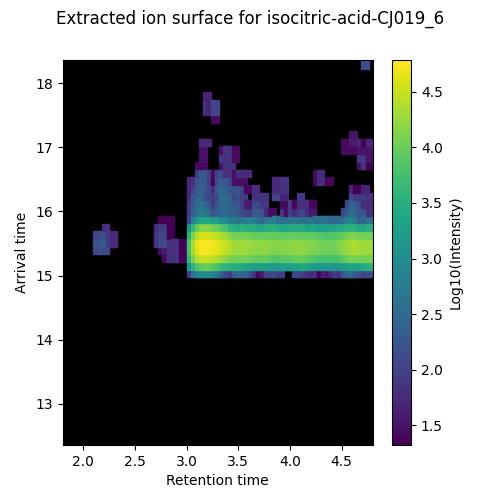 Extracted ion surface for isocitric-acid-CJ019_6
18
17
16
15
14
13
Arrival time
2.0 2.5 3.0 3.5 4.0 4.5
Retention time
4.5
4.0
3.5
3.0
2.5
2.0
1.5
Log10(Intensity)